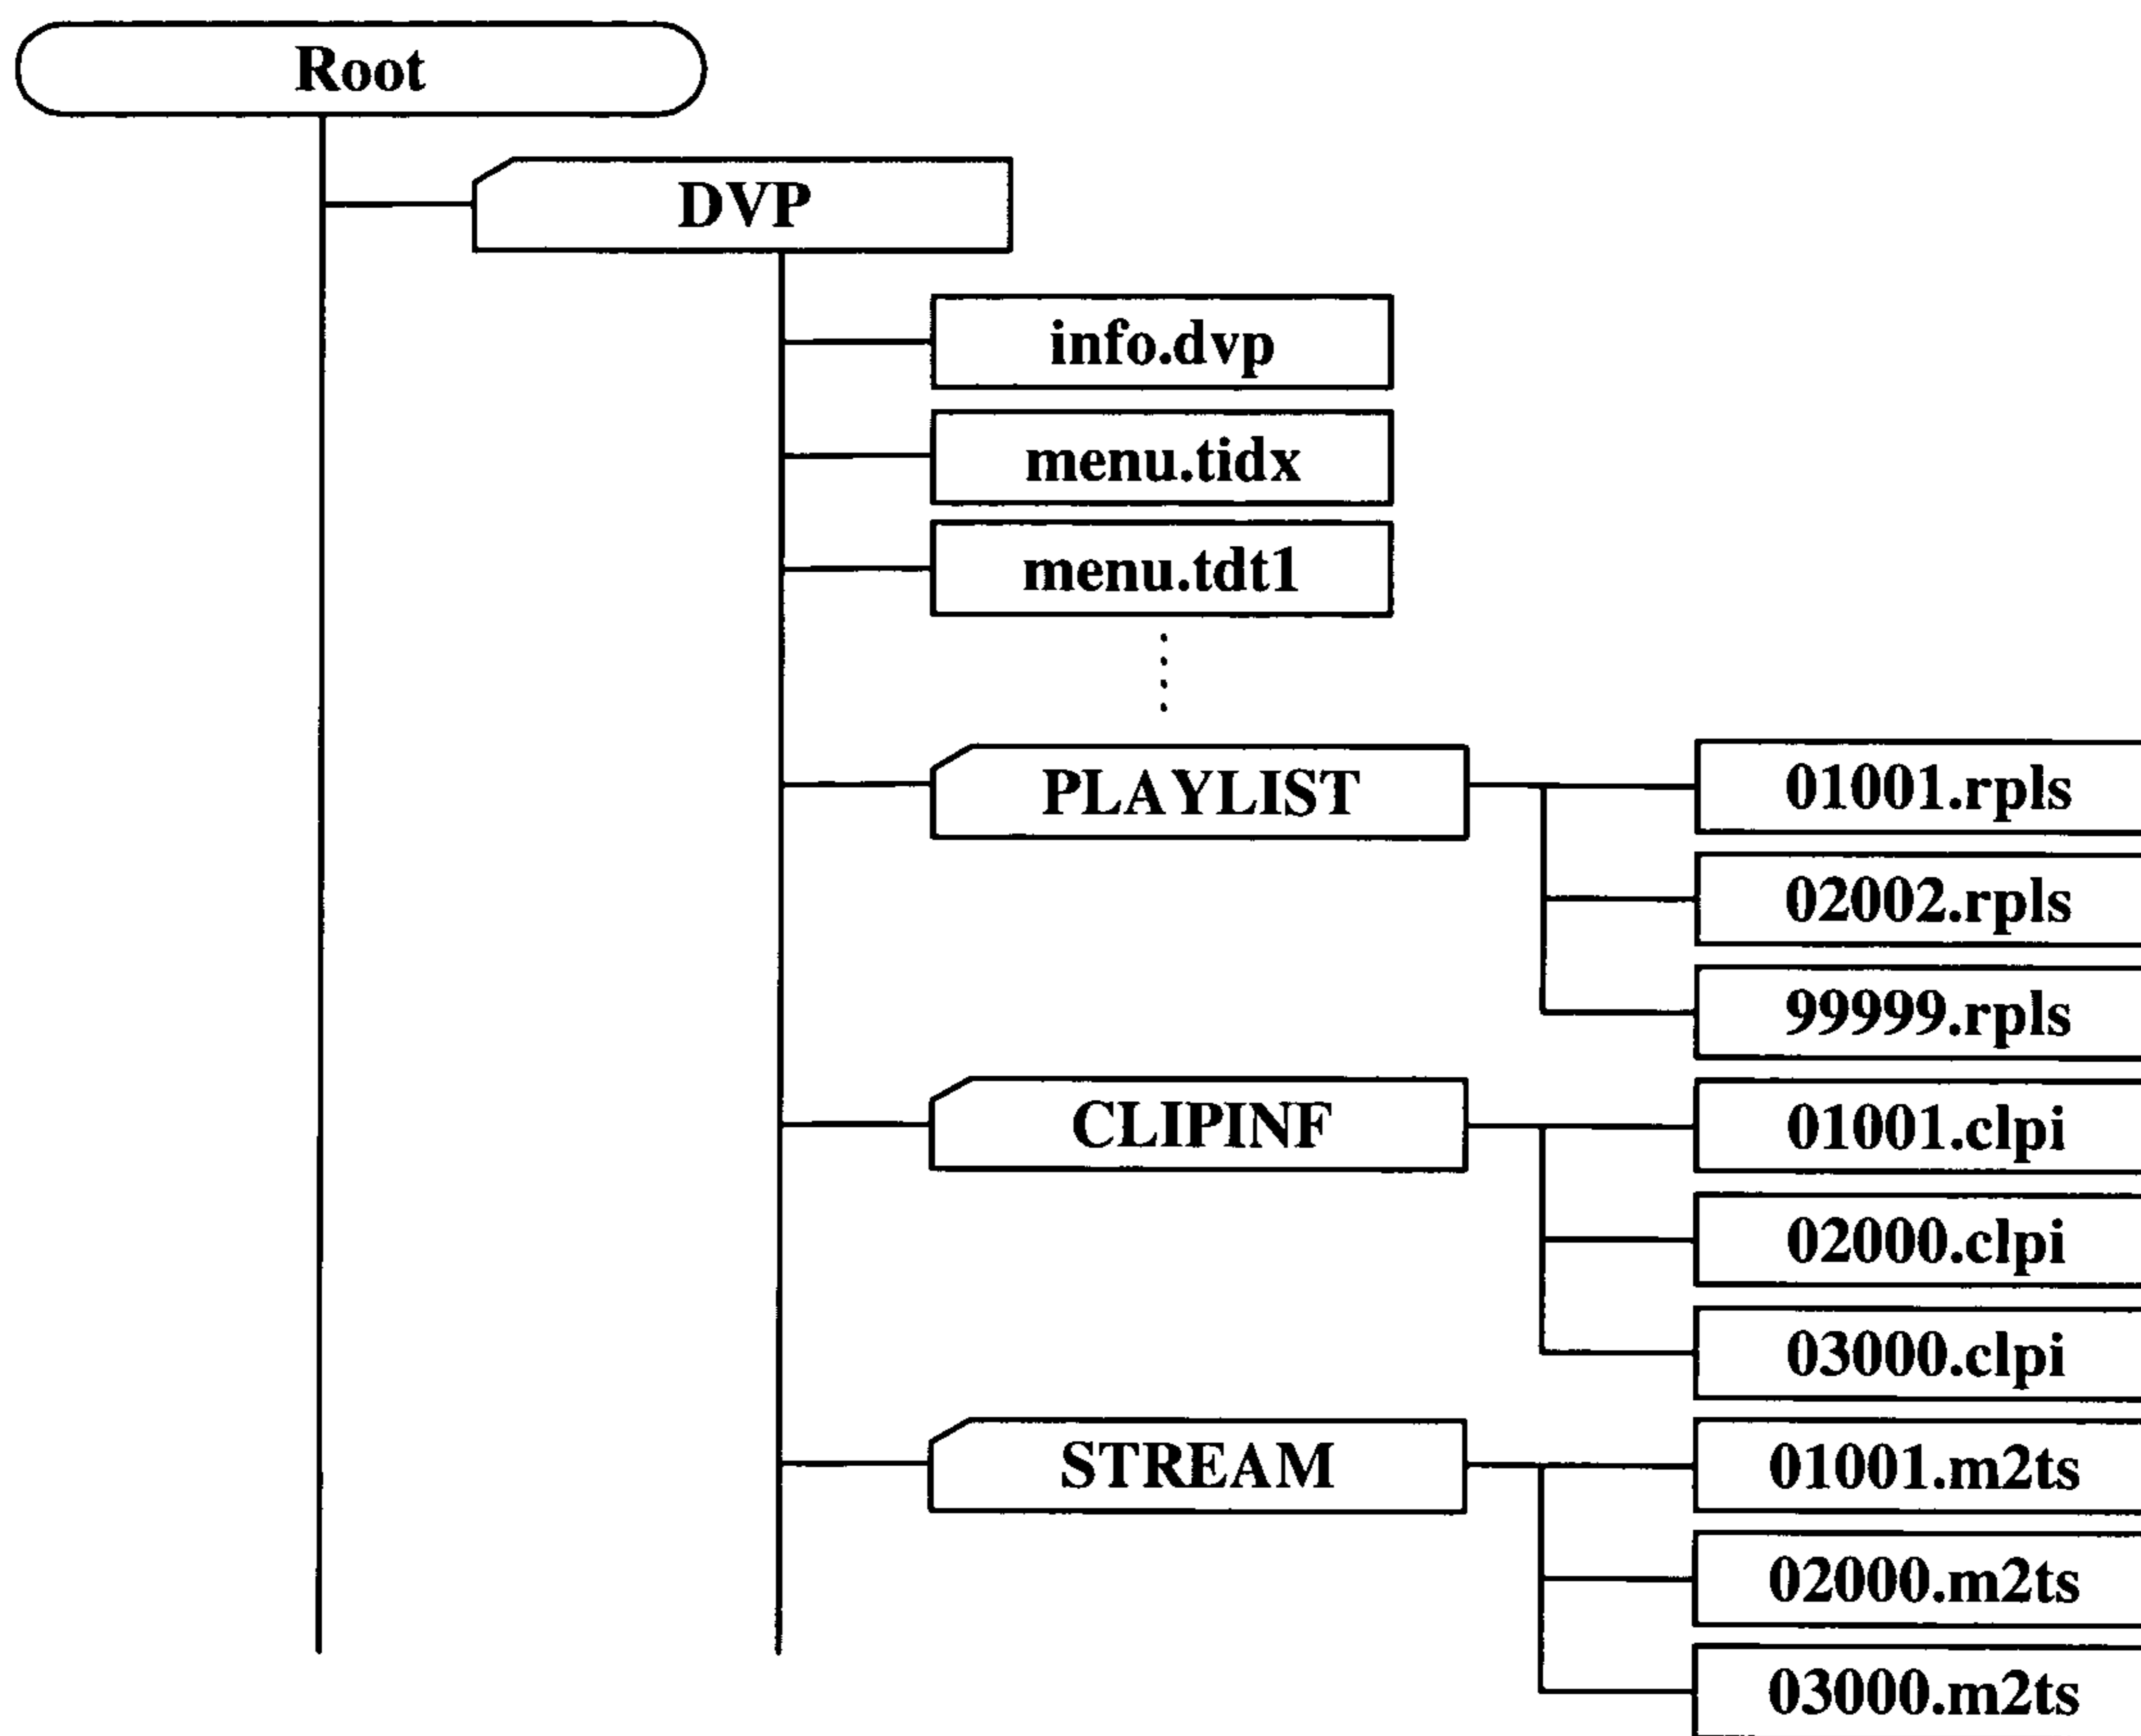 Root
DVP
info.dvp
menu.tidx
menu.tdt1
PLAYLIST
01001.rpls
02002.rpls
99999.rpls
CLIPINF
01001.clpi
02000.clpi
03000.clpi
STREAM
01001.m2ts
02000.m2ts
03000.m2ts